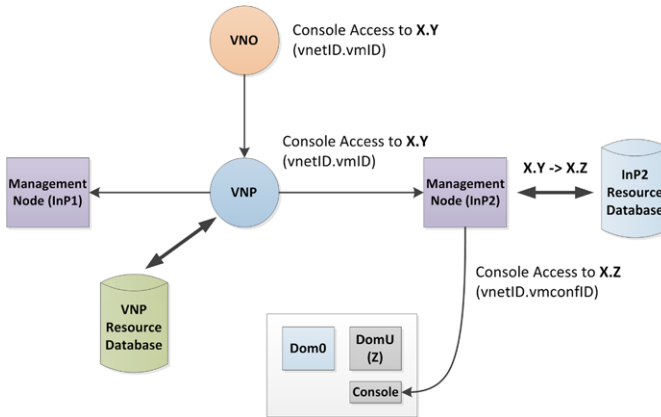 VNO
Console Access to X.Y
(vnetID.vmID)
Console Access to X.Y
(vnetID.vmID)
Management
Node (InP1)
VNP
Management
Node (InP2)
X.Y -> X.Z
InP2
Resource
Database
VNP
Resource
Database
Console Access to X.Z
(vnetID.vmconfID)
Dom0
DomU
(Z)
Console